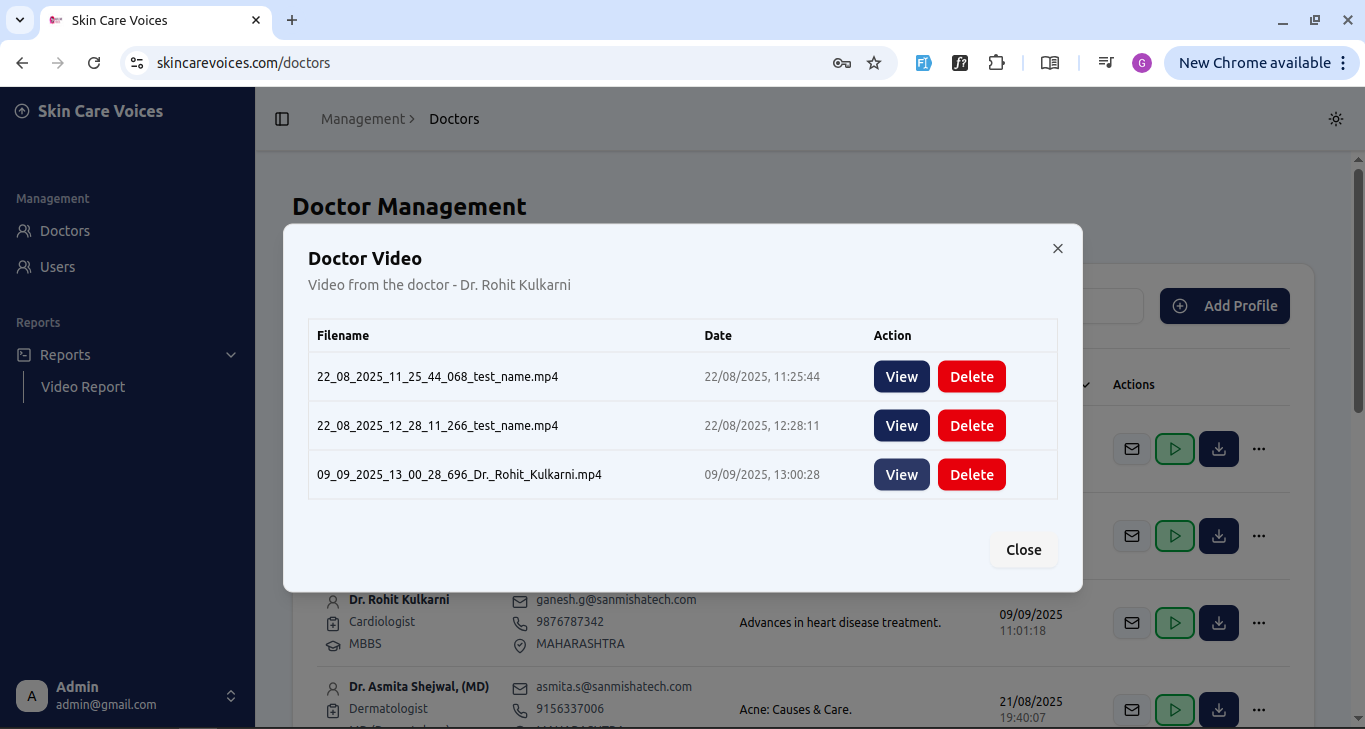 Skin Care Voices
skincarevoices.com/doctors
G
New Chrome available
Skin Care Voices
Management
Doctors
Users
Reports
Reports
Video Report
A
Admin
admin@gmail.com
Management > Doctors
Doctor Management
Add Profile
Actions
Doctor Video
Video from the doctor - Dr. Rohit Kulkarni
Filename Date Action
22_08_2025_11_25_44_068_test_name.mp4 22/08/2025, 11:25:44 View Delete
22_08_2025_12_28_11_266_test_name.mp4 22/08/2025, 12:28:11 View Delete
09_09_2025_13_00_28_696_Dr._Rohit_Kulkarni.mp4 09/09/2025, 13:00:28 View Delete
Close
Dr. Rohit Kulkarni ganesh.g@sanmishatech.com 09/09/2025
Cardiologist 9876787342 Advances in heart disease treatment. 11:01:18
MBBS MAHARASHTRA
Dr. Asmita Shejwal, (MD) asmita.s@sanmishatech.com 21/08/2025
Dermatologist 9156337006 Acne: Causes & Care. 19:40:07